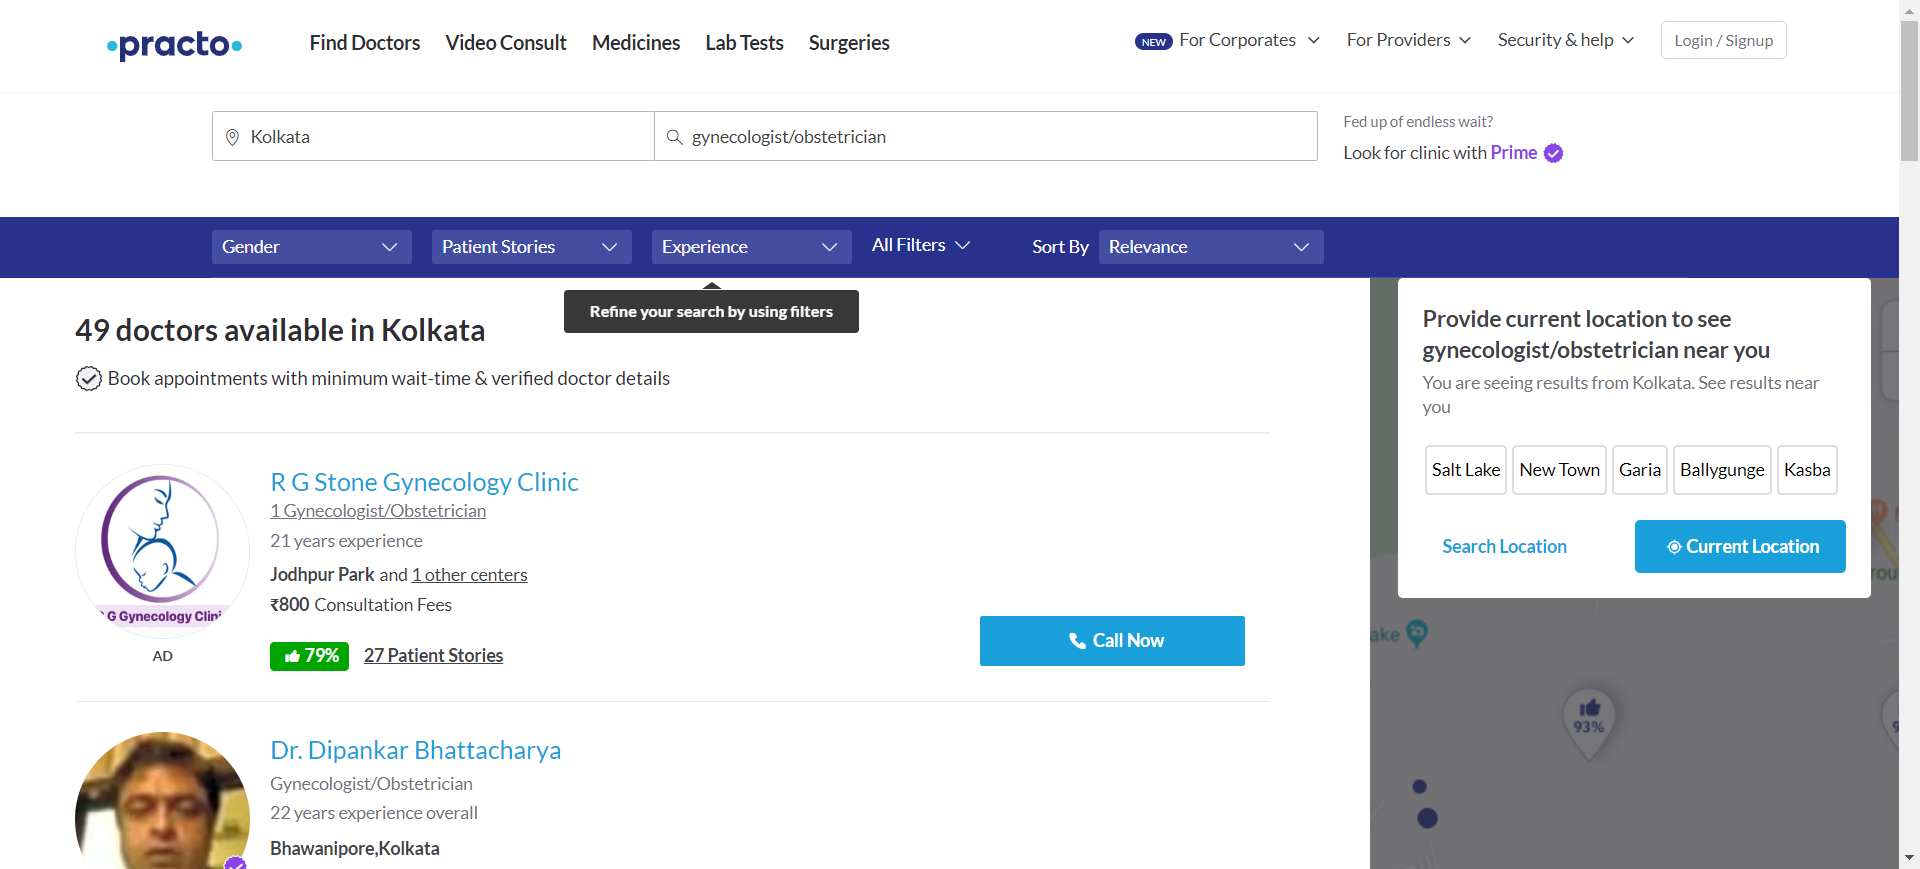 practo
Find Doctors
Video Consult
Medicines
Lab Tests
Surgeries
NEW For Corporates
For Providers
Security & help
Login / Signup
Kolkata
gynecologist/obstetrician
Fed up of endless wait?
Look for clinic with Prime
Gender
Patient Stories
Experience
All Filters
Sort By
Relevance
Refine your search by using filters
49 doctors available in Kolkata
Book appointments with minimum wait-time & verified doctor details
R G Stone Gynecology Clinic
1 Gynecologist/Obstetrician
21 years experience
Jodhpur Park and 1 other centers
₹800 Consultation Fees
G Gynecology Clini
AD
79%
27 Patient Stories
Call Now
Dr. Dipankar Bhattacharya
Gynecologist/Obstetrician
22 years experience overall
Bhawanipore,Kolkata
Provide current location to see
gynecologist/obstetrician near you
You are seeing results from Kolkata. See results near
you
Salt Lake
New Town
Garia
Ballygunge
Kasba
Search Location
Current Location
ake
93%